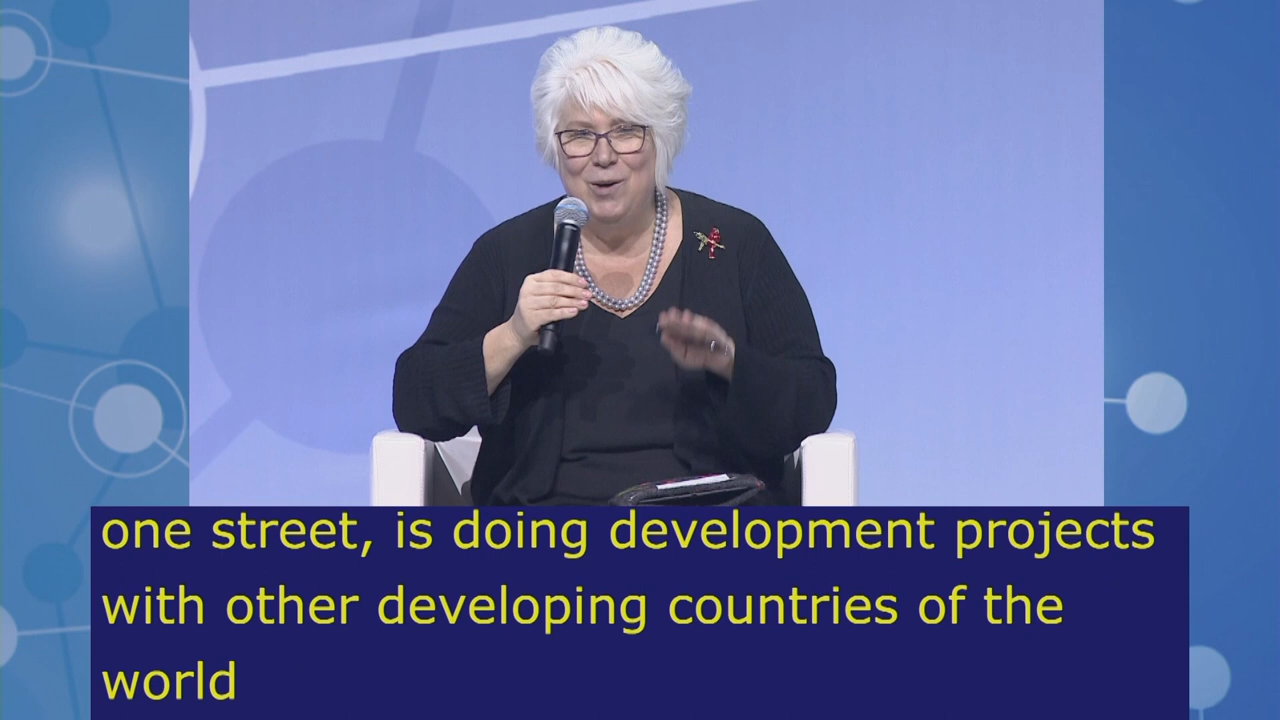 one street, is doing development projects
with other developing countries of the
world